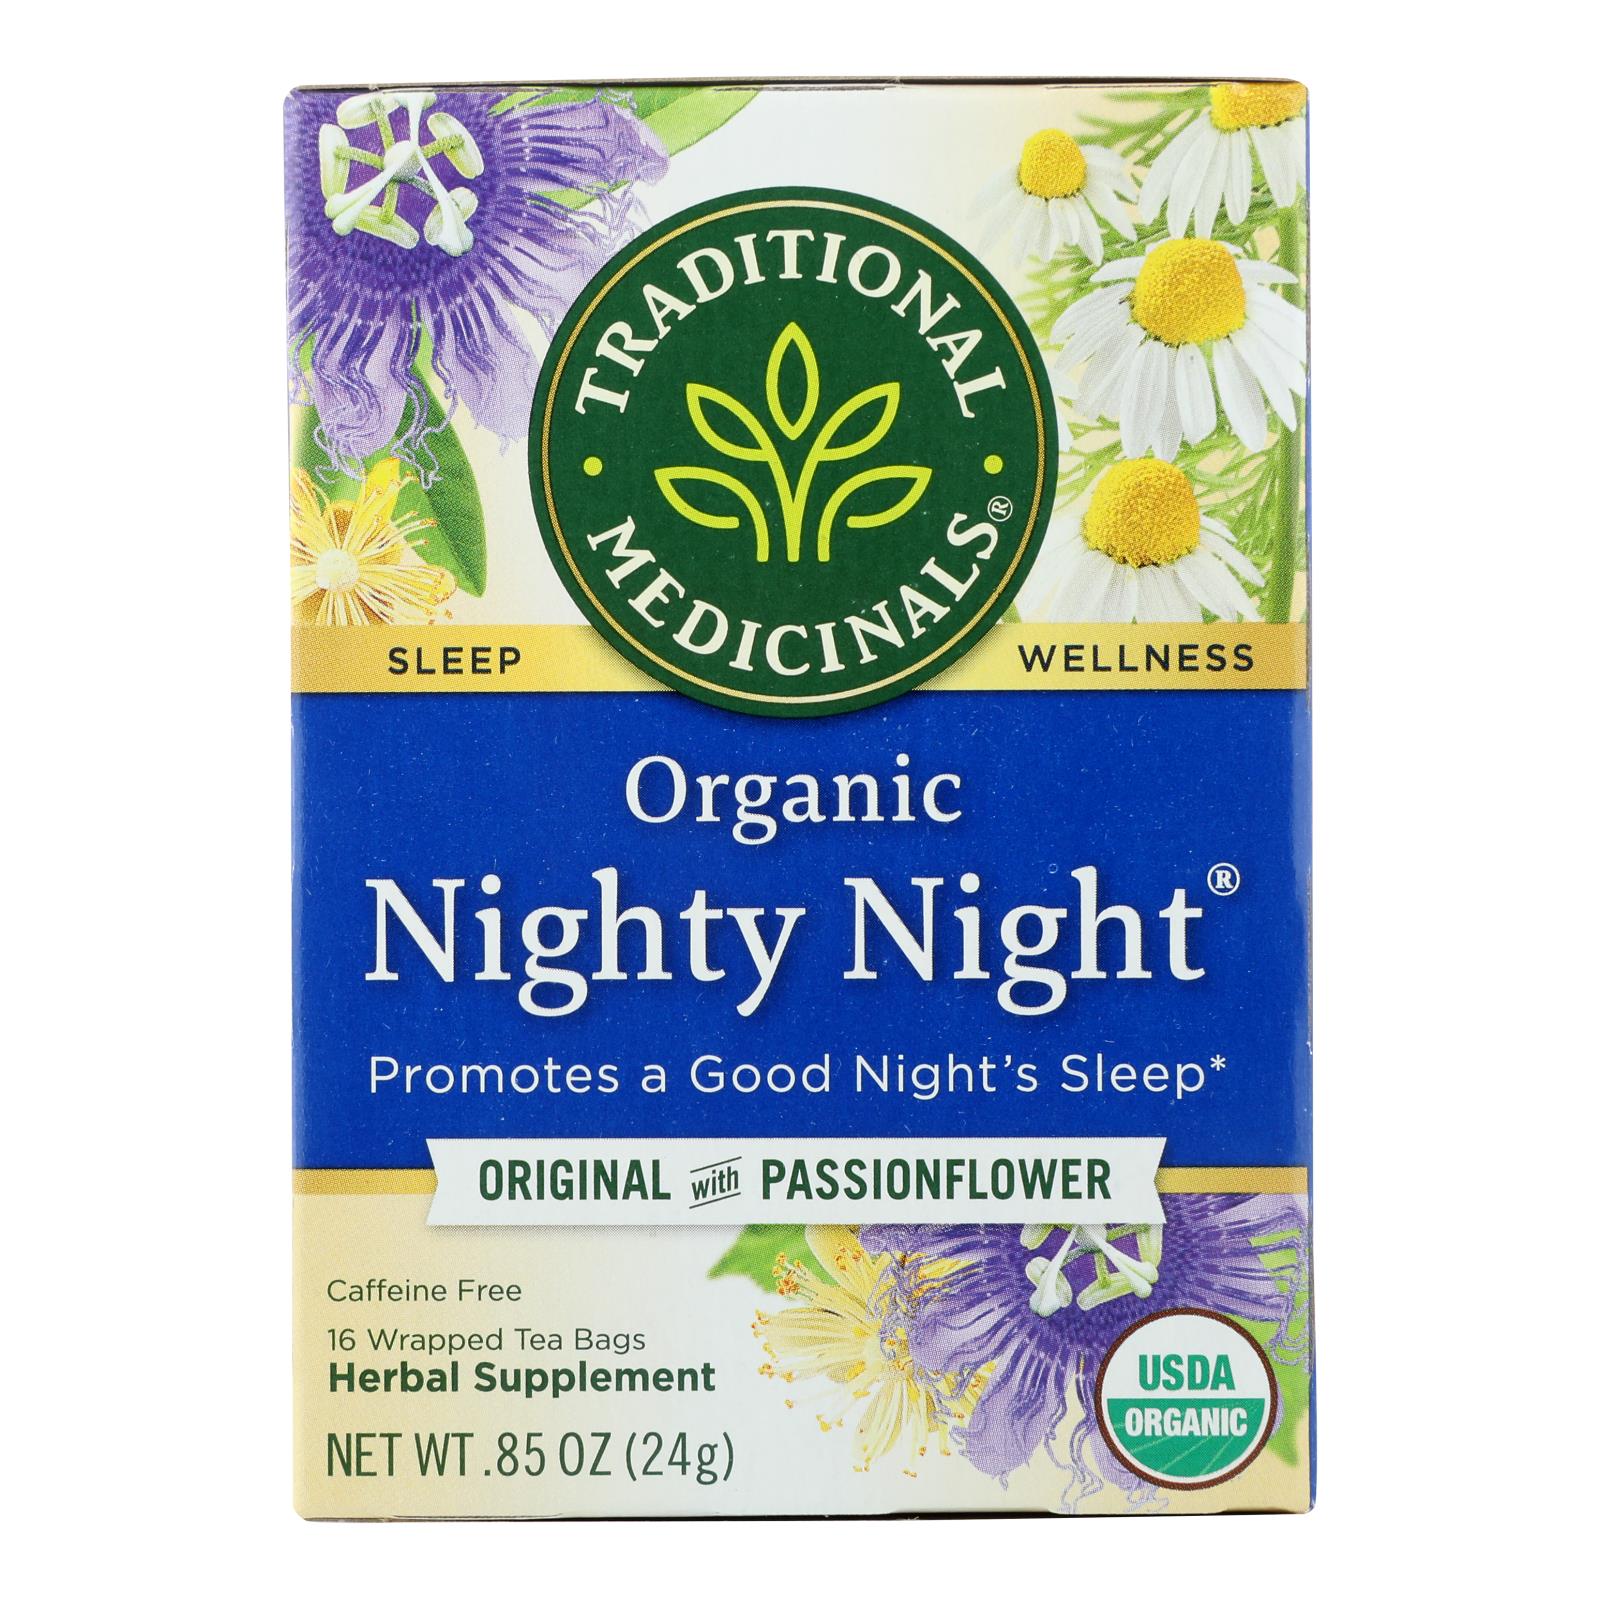 TRADITIONAL
MEDICINALS®
SLEEP
WELLNESS
Organic
Nighty Night®
Promotes a Good Night's Sleep*
ORIGINAL with PASSIONFLOWER
Caffeine Free
16 Wrapped Tea Bags
Herbal Supplement
NET WT .85 OZ (24g)
USDA
ORGANIC